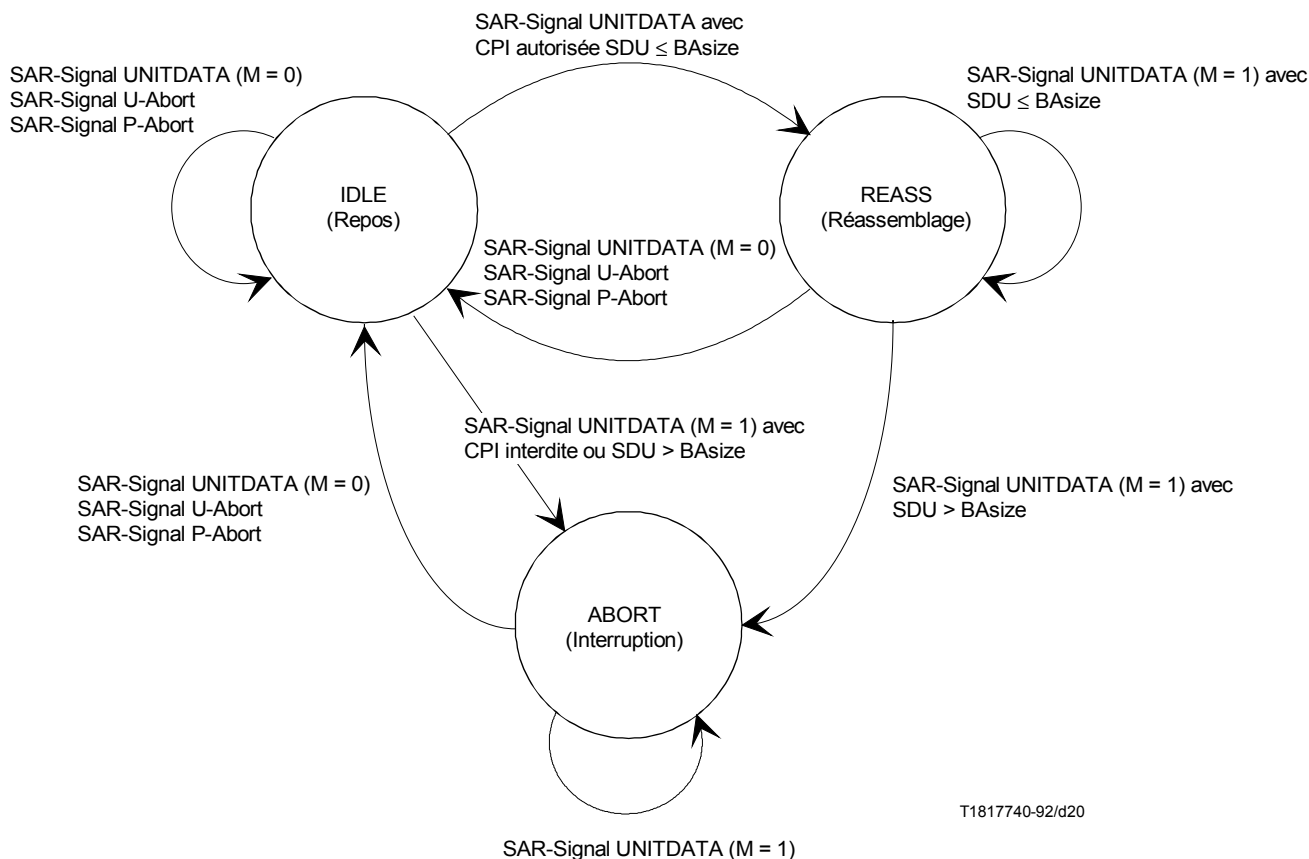 SAR-Signal UNITDATA avec
CPI autorisée SDU ≤ BAsize
SAR-Signal UNITDATA (M = 0)
SAR-Signal U-Abort
SAR-Signal P-Abort
SAR-Signal UNITDATA (M = 1) avec
SDU ≤ BAsize
IDLE
(Repos)
REASS
(Réassemblage)
SAR-Signal UNITDATA (M = 0)
SAR-Signal U-Abort
SAR-Signal P-Abort
SAR-Signal UNITDATA (M = 1) avec
CPI interdite ou SDU > BAsize
SAR-Signal UNITDATA (M = 0)
SAR-Signal U-Abort
SAR-Signal P-Abort
SAR-Signal UNITDATA (M = 1) avec
SDU > BAsize
ABORT
(Interruption)
T1817740-92/d20
SAR-Signal UNITDATA (M = 1)